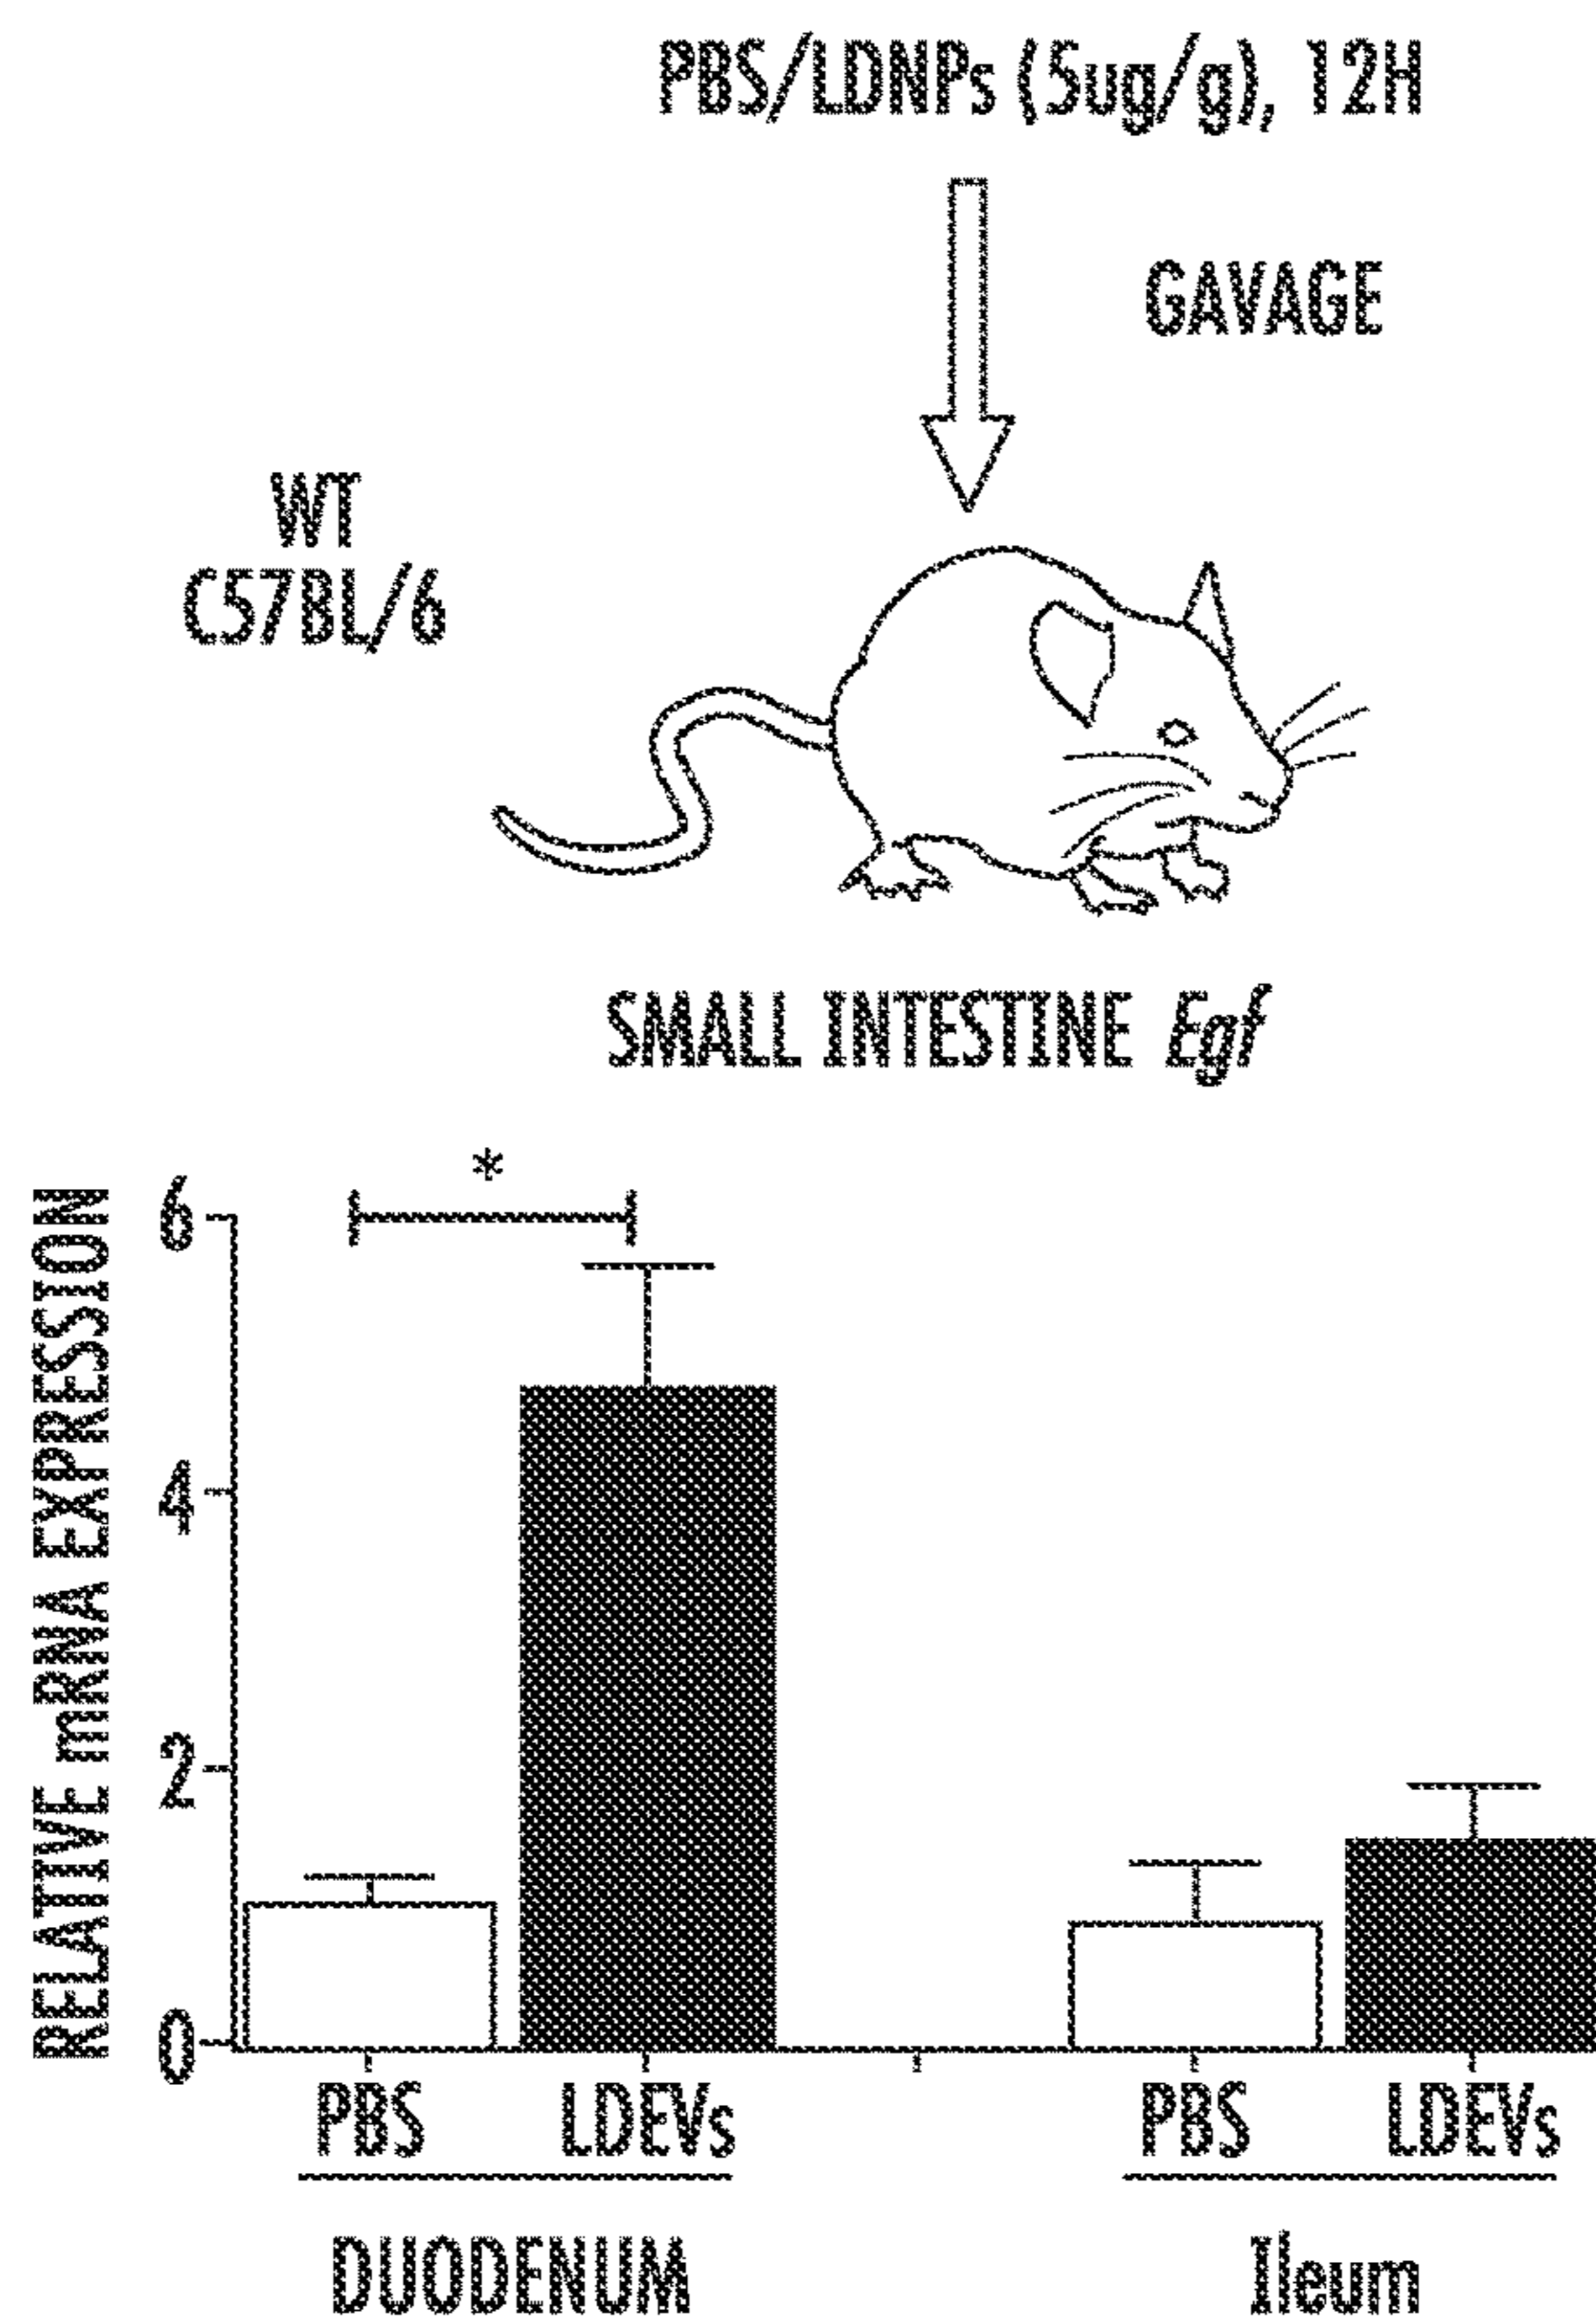 PBS/LDNPs (5ug/g), 12H
GAVAGE
WT
C57BL/6
SMALL INTESTINE Egf
*
RELATIVE mRNA EXPRESSION
6
4
2
0
PBS LDEVs PBS LDEVs
DUODENUM Ileum